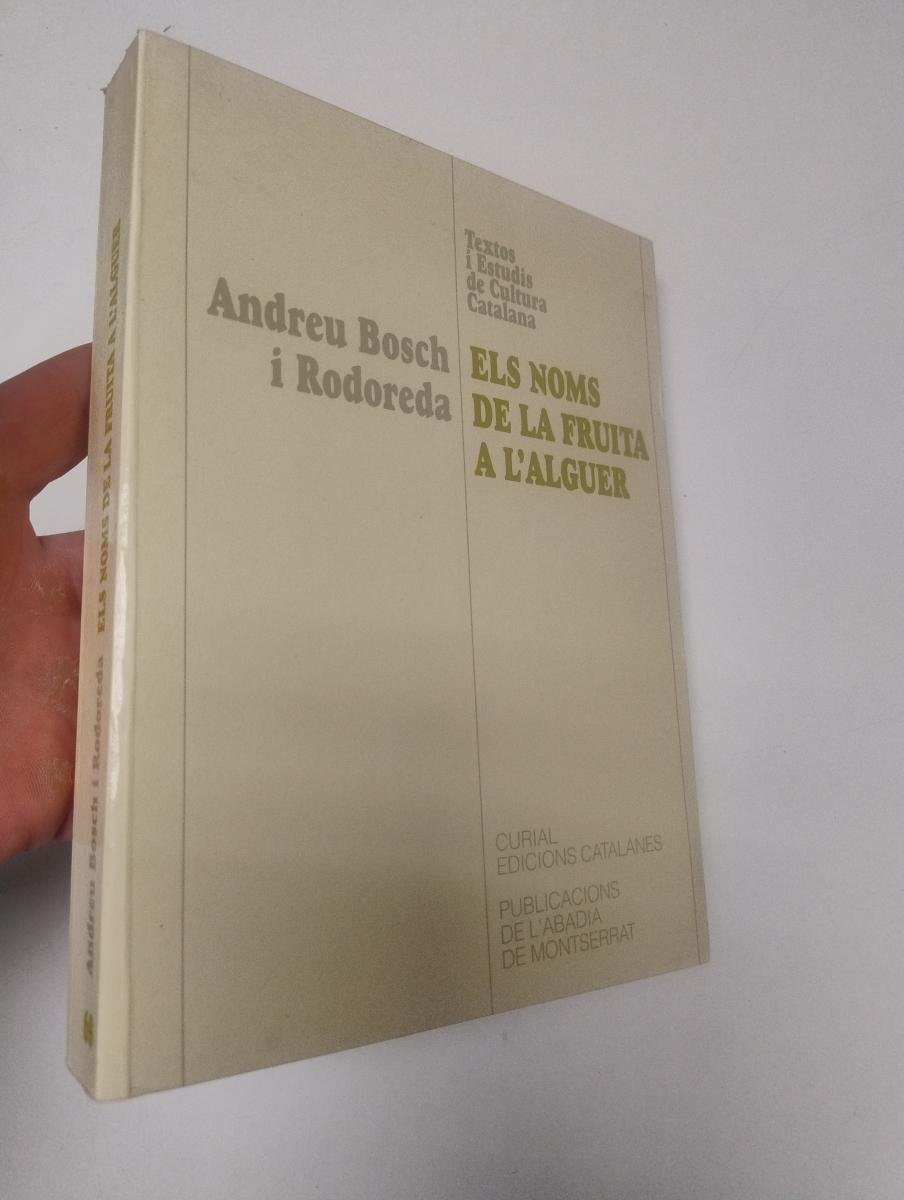 Andreu Bosch
i Rodoreda
Textos
i Estudis
de Cultura
Catalana
ELS NOMS
DE LA FRUITA
A L'ALGUER
CURIAL
EDICIONS CATALANES
PUBLICACIONS
DE L'ABADIA
DE MONTSERRAT
Andreu Bosch i Rodoreda ELS NOMS DE LA FRUITA A L'ALGUER